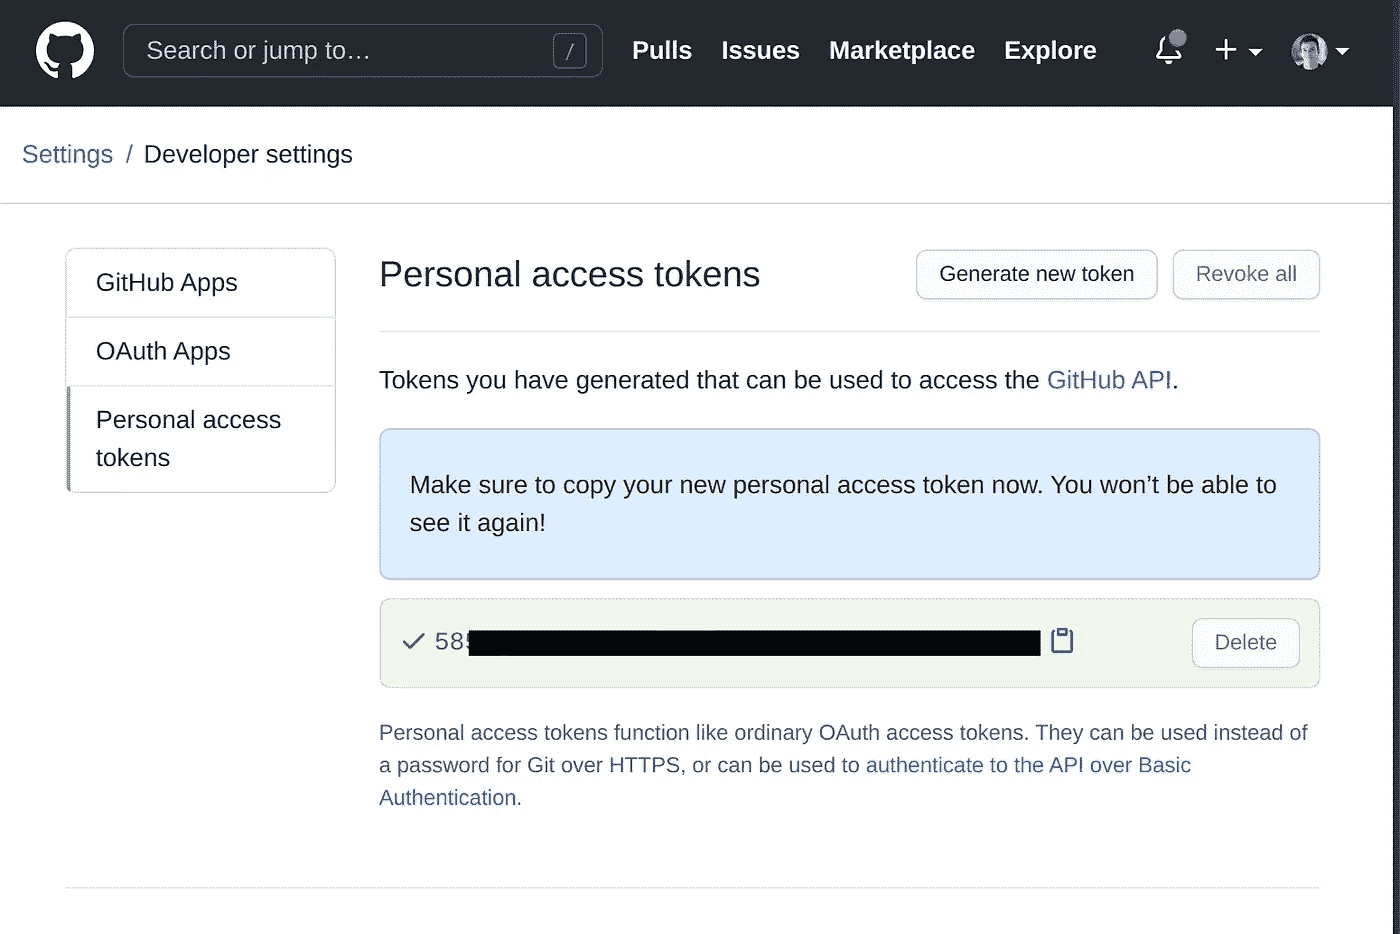 Search or jump to… /
Pulls Issues Marketplace Explore
Settings / Developer settings
GitHub Apps
OAuth Apps
Personal access
tokens
Personal access tokens
Generate new token
Revoke all
Tokens you have generated that can be used to access the GitHub API.
Make sure to copy your new personal access token now. You won’t be able to
see it again!
58
Delete
Personal access tokens function like ordinary OAuth access tokens. They can be used instead of
a password for Git over HTTPS, or can be used to authenticate to the API over Basic
Authentication.